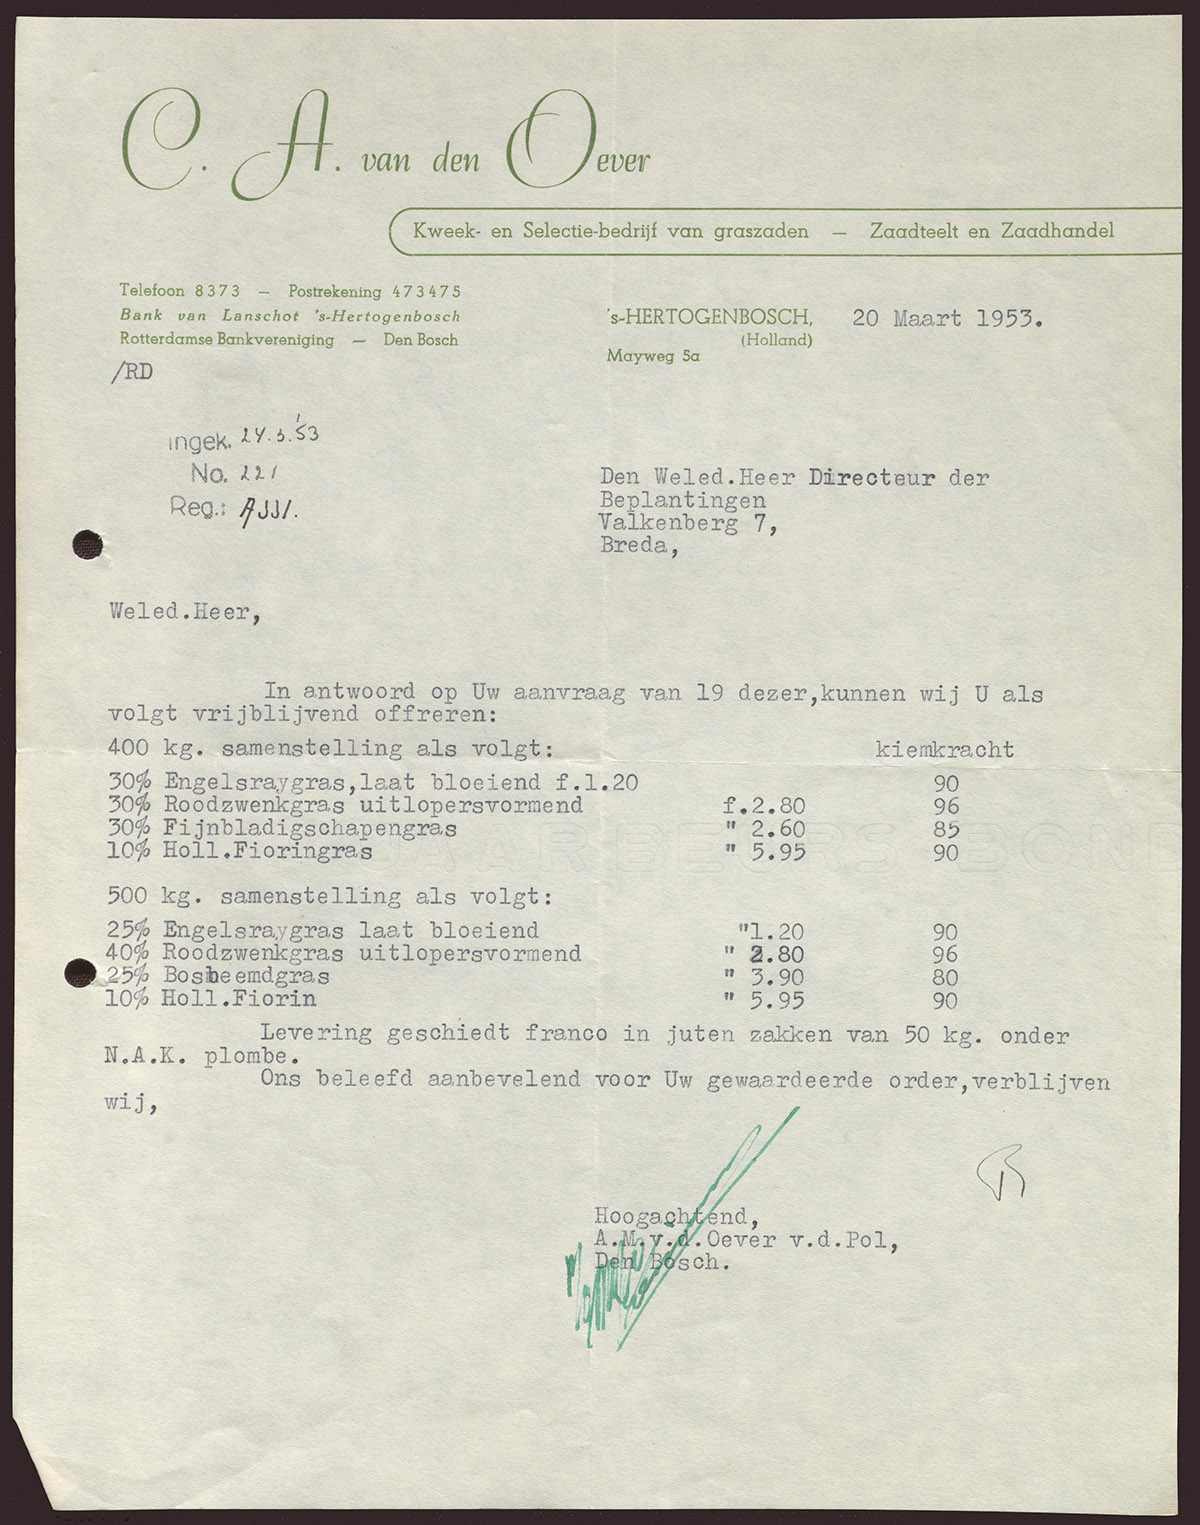 C. A. van den Oever
Kweek- en Selectie-bedrijf van graszaden — Zaadteelt en Zaadhandel
Telefoon 8373 — Postrekening 473475
Bank van Lanschot 's-Hertogenbosch
Rotterdamse Bankvereniging — Den Bosch
's-HERTOGENBOSCH, 20 Maart 1953.
(Holland)
Mayweg 5a
/RD
Ingek. 24.3.'53
No. 221
Reg.:
Den Weled.Heer Directeur der
Beplantingen
Valkenberg 7,
Breda,
Weled.Heer,
In antwoord op Uw aanvraag van 19 dezer,kunnen wij U als
volgt vrijblijvend offreren:
400 kg. samenstelling als volgt: kiemkracht
30% Engelsraygras,laat bloeiend f.1.20 90
30% Roodzwenkgras uitlopersvormend f.2.80 96
30% Fijnbladigschapengras " 2.60 85
10% Holl.Fioringras " 5.95 90
500 kg. samenstelling als volgt:
25% Engelsraygras laat bloeiend "1.20 90
40% Roodzwenkgras uitlopersvormend " 2.80 96
25% Bosbeemdgras " 3.90 80
10% Holl.Fiorin " 5.95 90
Levering geschiedt franco in juten zakken van 50 kg. onder
N.A.K. plombe.
Ons beleefd aanbevelend voor Uw gewaardeerde order,verblijven
wij,
Hoogachtend,
A.M.v.d.Oever v.d.Pol,
Den Bosch.